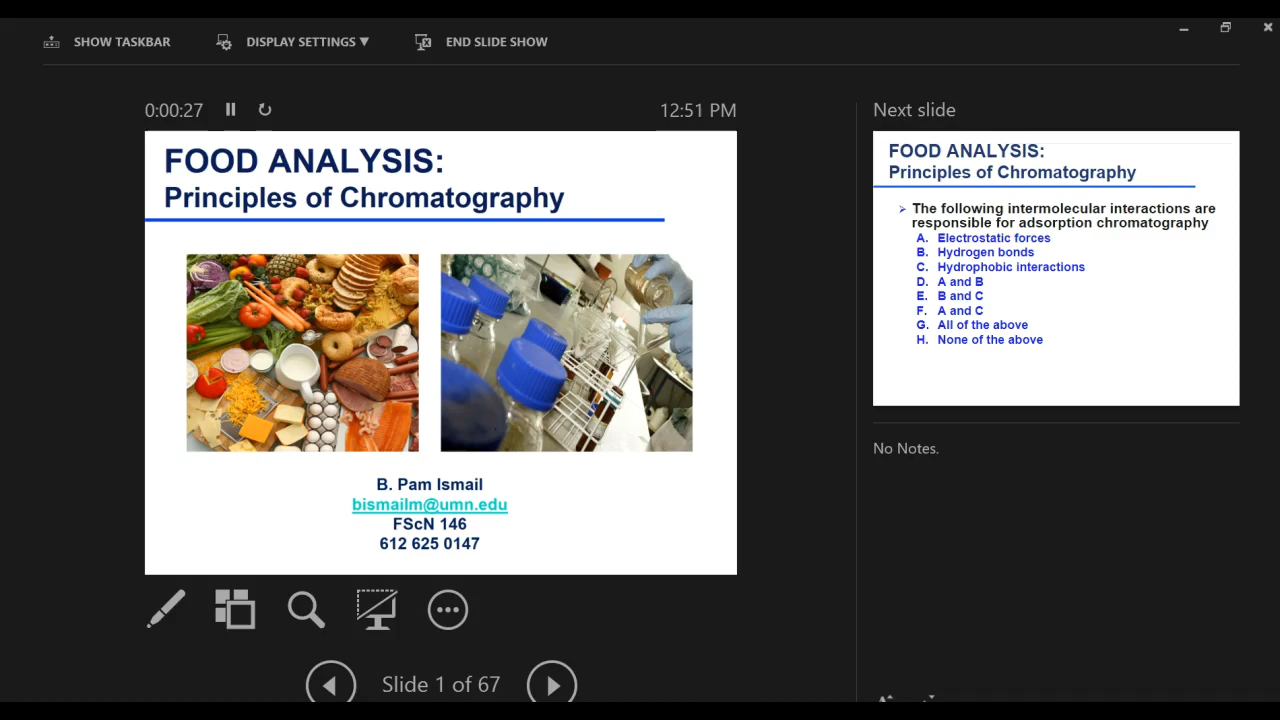 SHOW TASKBAR
DISPLAY SETTINGS ▼
END SLIDE SHOW
0:00:27
12:51 PM
FOOD ANALYSIS:
Principles of Chromatography
B. Pam Ismail
bismailm@umn.edu
FScN 146
612 625 0147
Slide 1 of 67
Next slide
FOOD ANALYSIS:
Principles of Chromatography
➢ The following intermolecular interactions are
responsible for adsorption chromatography
A. Electrostatic forces
B. Hydrogen bonds
C. Hydrophobic interactions
D. A and B
E. B and C
F. A and C
G. All of the above
H. None of the above
No Notes.